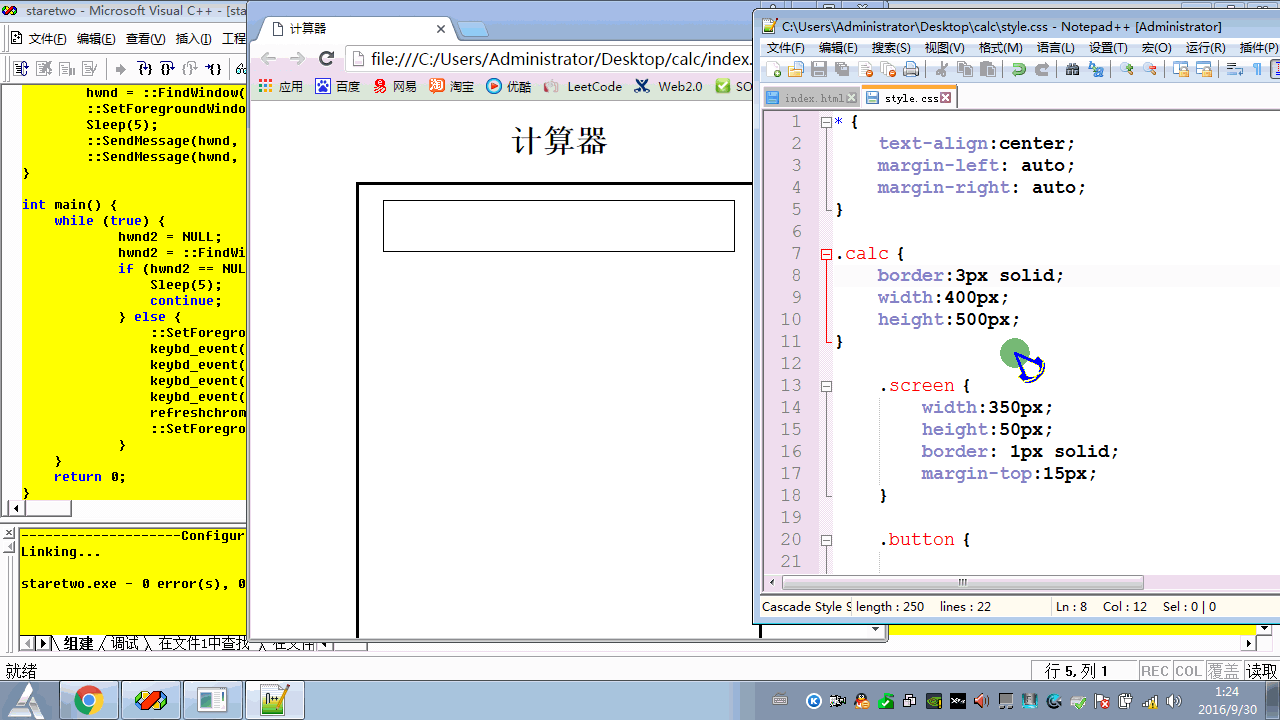 staretwo - Microsoft Visual C++ - [sta
文件(F) 编辑(E) 查看(V) 插入(I) 工程
hwnd = ::FindWindow(
::SetForegroundWindo
Sleep(5);
::SendMessage(hwnd,
::SendMessage(hwnd,
}
int main() {
while (true) {
hwnd2 = NULL;
hwnd2 = ::FindWi
if (hwnd2 == NUL
Sleep(5);
continue;
} else {
::SetForegro
keybd_event(
keybd_event(
keybd_event(
keybd_event(
refreshchrom
::SetForegro
}
}
return 0;
}
--------------------Configur
Linking...
staretwo.exe - 0 error(s), 0
组建 调试 在文件1中查找 在文件
就绪
计算器
file:///C:/Users/Administrator/Desktop/calc/index.
应用 百度 网易 淘宝 优酷 LeetCode Web2.0 SO
计算器
C:\Users\Administrator\Desktop\calc\style.css - Notepad++ [Administrator]
文件(F) 编辑(E) 搜索(S) 视图(V) 格式(M) 语言(L) 设置(T) 宏(O) 运行(R) 插件(P)
index.html style.css
1 * {
2 text-align:center;
3 margin-left: auto;
4 margin-right: auto;
5 }
6
7 .calc {
8 border:3px solid;
9 width:400px;
10 height:500px;
11 }
12
13 .screen {
14 width:350px;
15 height:50px;
16 border: 1px solid;
17 margin-top:15px;
18 }
19
20 .button {
21
Cascade Style S length : 250 lines : 22 Ln : 8 Col : 12 Sel : 0 | 0
行 5, 列 1 REC COL 覆盖 读取
1:24
2016/9/30